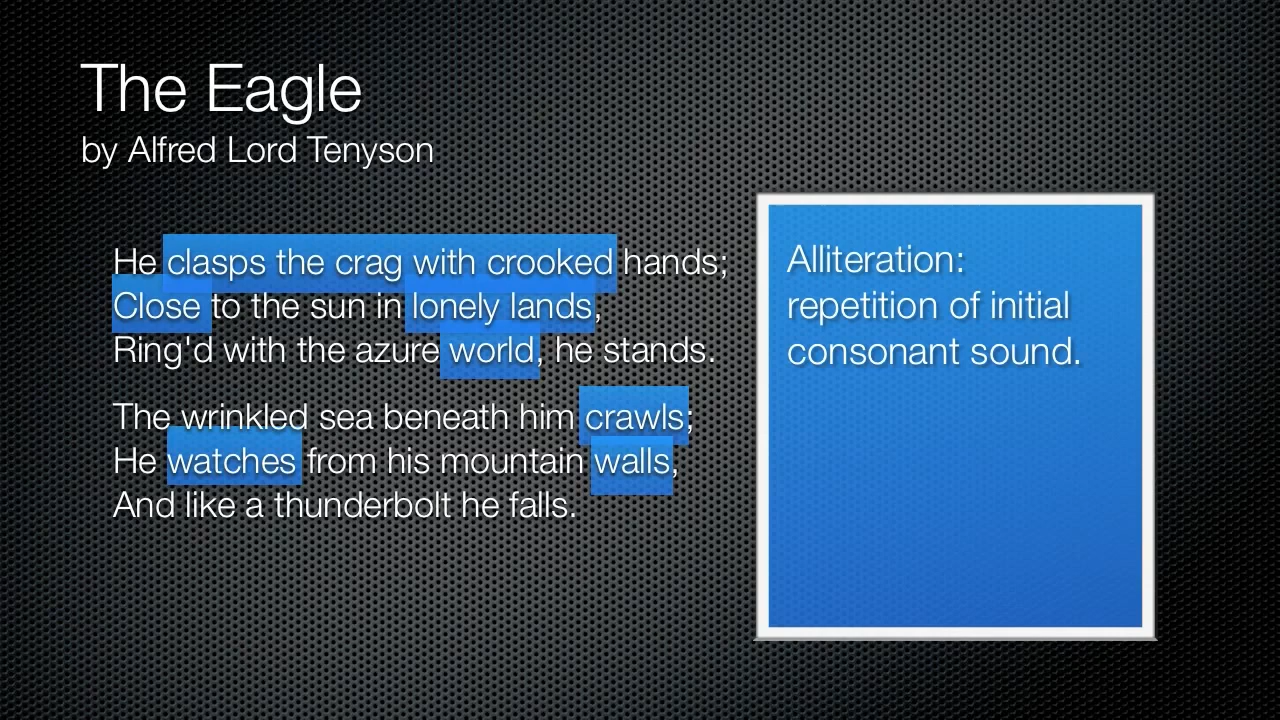 The Eagle
by Alfred Lord Tenyson
He clasps the crag with crooked hands;
Close to the sun in lonely lands,
Ring'd with the azure world, he stands.
The wrinkled sea beneath him crawls;
He watches from his mountain walls,
And like a thunderbolt he falls.
Alliteration:
repetition of initial
consonant sound.